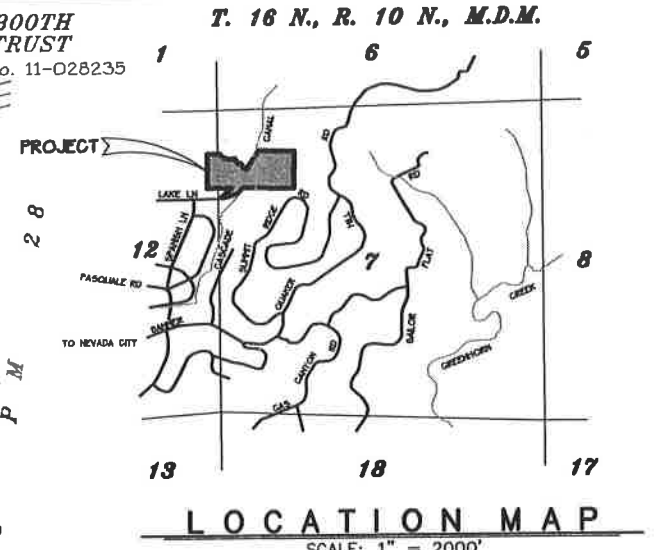 BOOTH
TRUST
o. 11-028235
T. 16 N., R. 10 N., M.D.M.
1
6
5
PROJECT
CANAL
RD
LAKE LN
RD
RD
28
12
SPANISH LN
CASCADE
SUMMIT
RIDGE
HILL
7
FLAT
8
PASQUALE RD
QUAKER
CREEK
BANNER
TO NEVADA CITY
SAILOR
GREENHORN
P M
GAS
CANYON
RD
13
18
17
LOCATION MAP
SCALE: 1" = 2000'